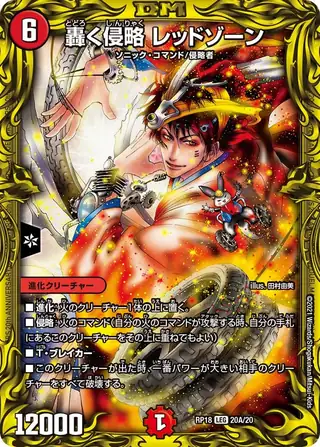 DM
6
とどろ しんりゃく
轟く侵略 レッドゾーン
ソニック・コマンド/侵略者
illus. 田村由美
進化クリーチャー
■進化:火のクリーチャー1体の上に置く。
■侵略:火のコマンド(自分の火のコマンドが攻撃する時、自分の手札
にあるこのクリーチャーをその上に重ねてもよい)
■T・ブレイカー
■このクリーチャーが出た時、一番パワーが大きい相手のクリー
チャーをすべて破壊する。
12000
1
RP18 LEG 20A/20